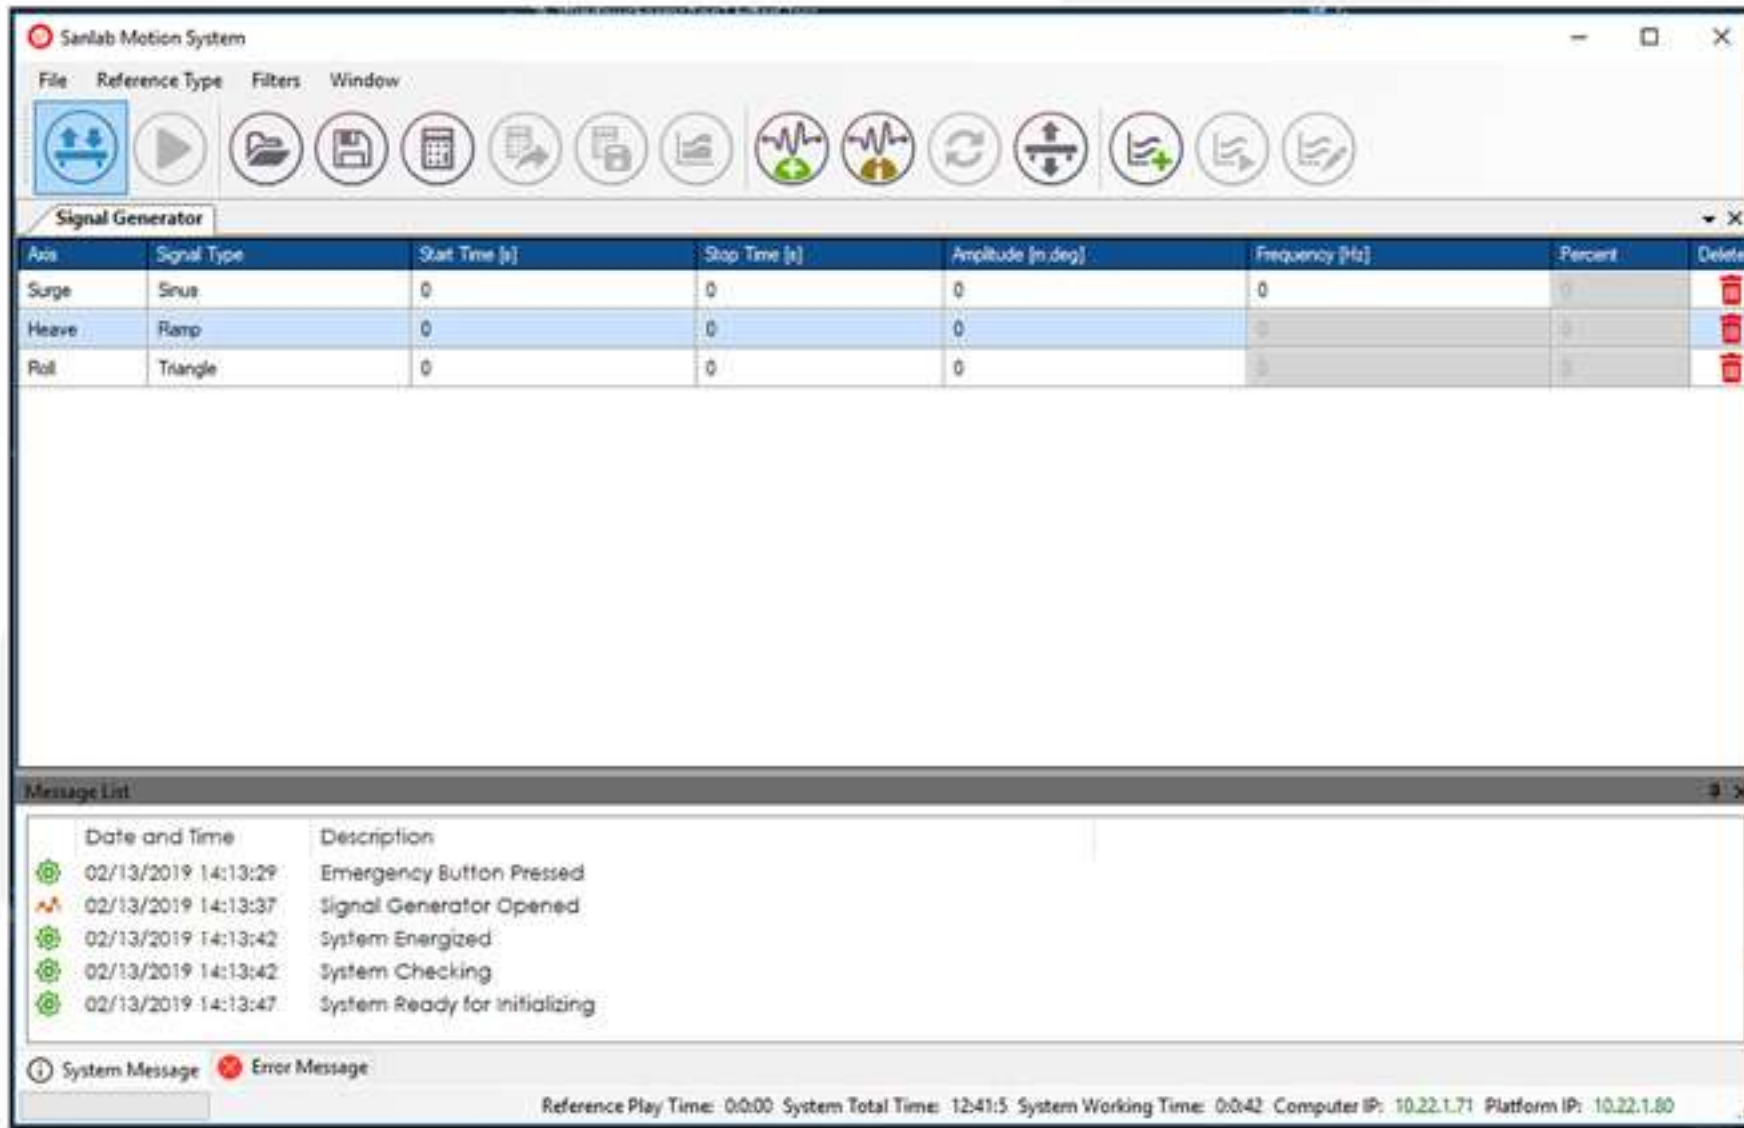 Sanlab Motion System
File Reference Type Filters Window
Signal Generator
Axis Signal Type Start Time [s] Stop Time [s] Amplitude [m,deg] Frequency [Hz] Percent Delete
Surge Sinus 0 0 0 0 0
Heave Ramp 0 0 0 0 0
Roll Triangle 0 0 0 0 0
Message List
Date and Time Description
02/13/2019 14:13:29 Emergency Button Pressed
02/13/2019 14:13:37 Signal Generator Opened
02/13/2019 14:13:42 System Energized
02/13/2019 14:13:42 System Checking
02/13/2019 14:13:47 System Ready for Initializing
System Message Error Message
Reference Play Time: 0:0:00 System Total Time: 12:41:5 System Working Time: 0:0:42 Computer IP: 10.22.1.71 Platform IP: 10.22.1.80